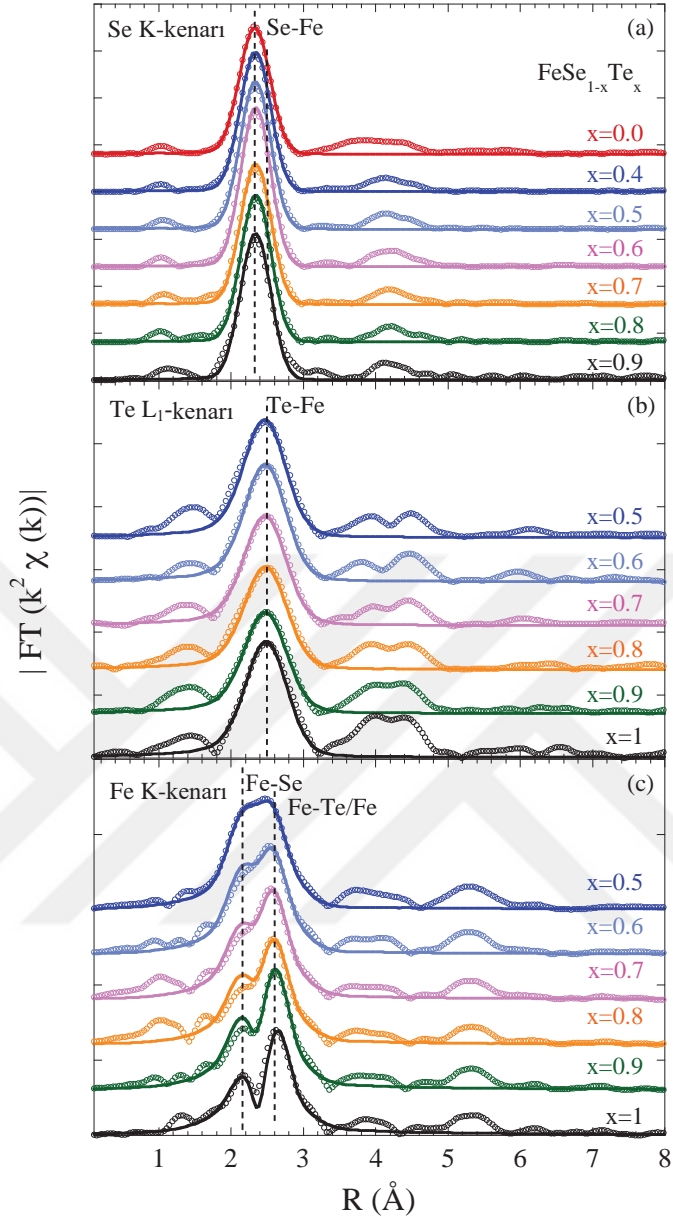 Se K-kenarı
Se-Fe
(a)
FeSe₁₋ₓTeₓ
x=0.0
x=0.4
x=0.5
x=0.6
x=0.7
x=0.8
x=0.9
Te L₁-kenarı
Te-Fe
(b)
x=0.5
x=0.6
x=0.7
x=0.8
x=0.9
x=1
Fe K-kenarı
Fe-Se
(c)
Fe-Te/Fe
x=0.5
x=0.6
x=0.7
x=0.8
x=0.9
x=1
| FT (k² χ (k))|
1 2 3 4 5 6 7 8
R (Å)